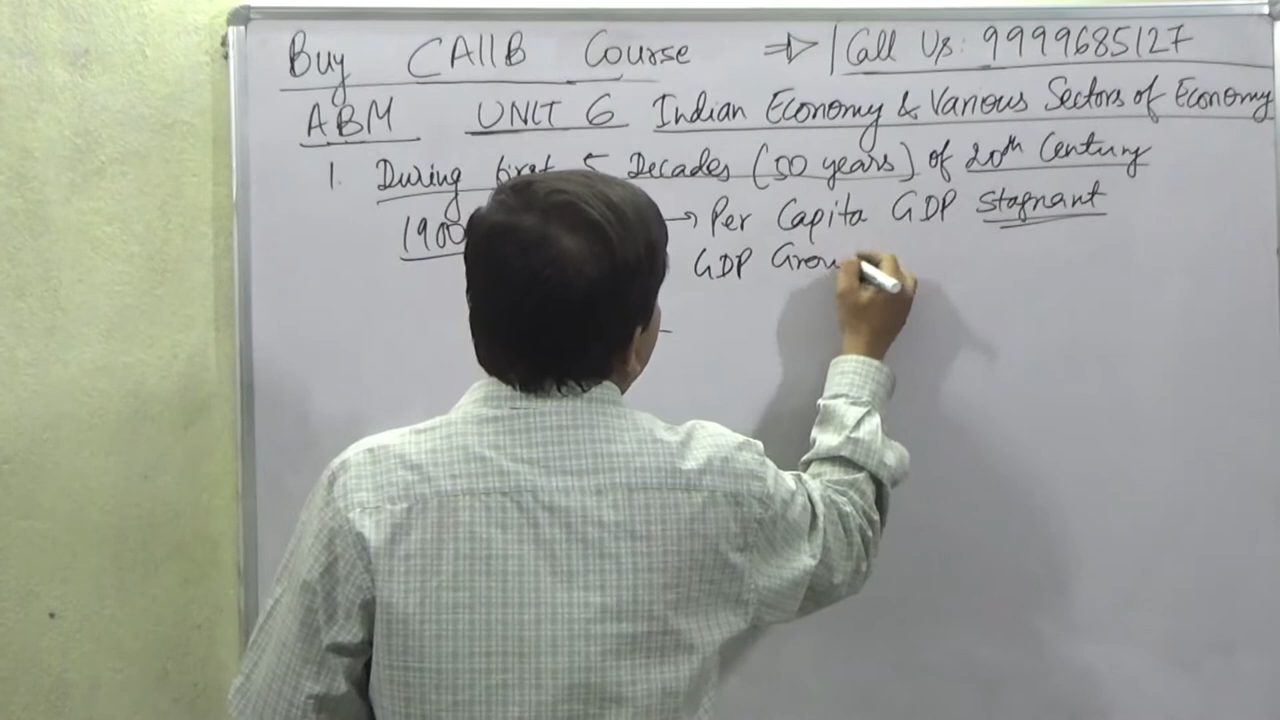 Buy CAIIB Course ⇒ | Call Us: 9999685127
ABM UNIT 6 Indian Economy & Various Sectors of Economy
1. During first 5 Decades (50 years) of 20th Century
1900 → Per Capita GDP Stagnant
GDP Grow